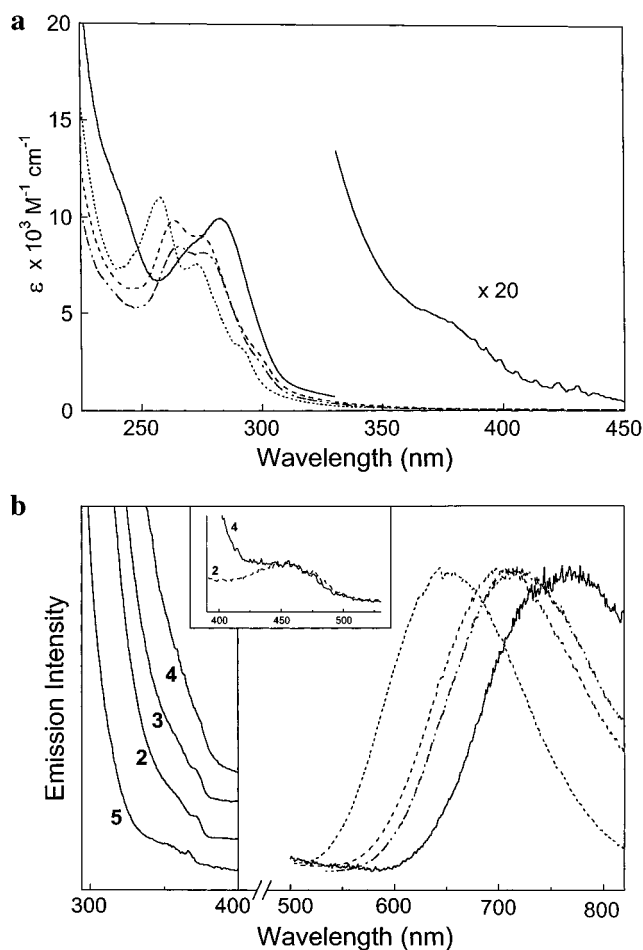 a
20
15
10
5
0
ε x 10³ M⁻¹ cm⁻¹
x 20
250 300 350 400 450
Wavelength (nm)
b
4
2
400 450 500
4
3
2
5
Emission Intensity
300 400 500 600 700 800
Wavelength (nm)